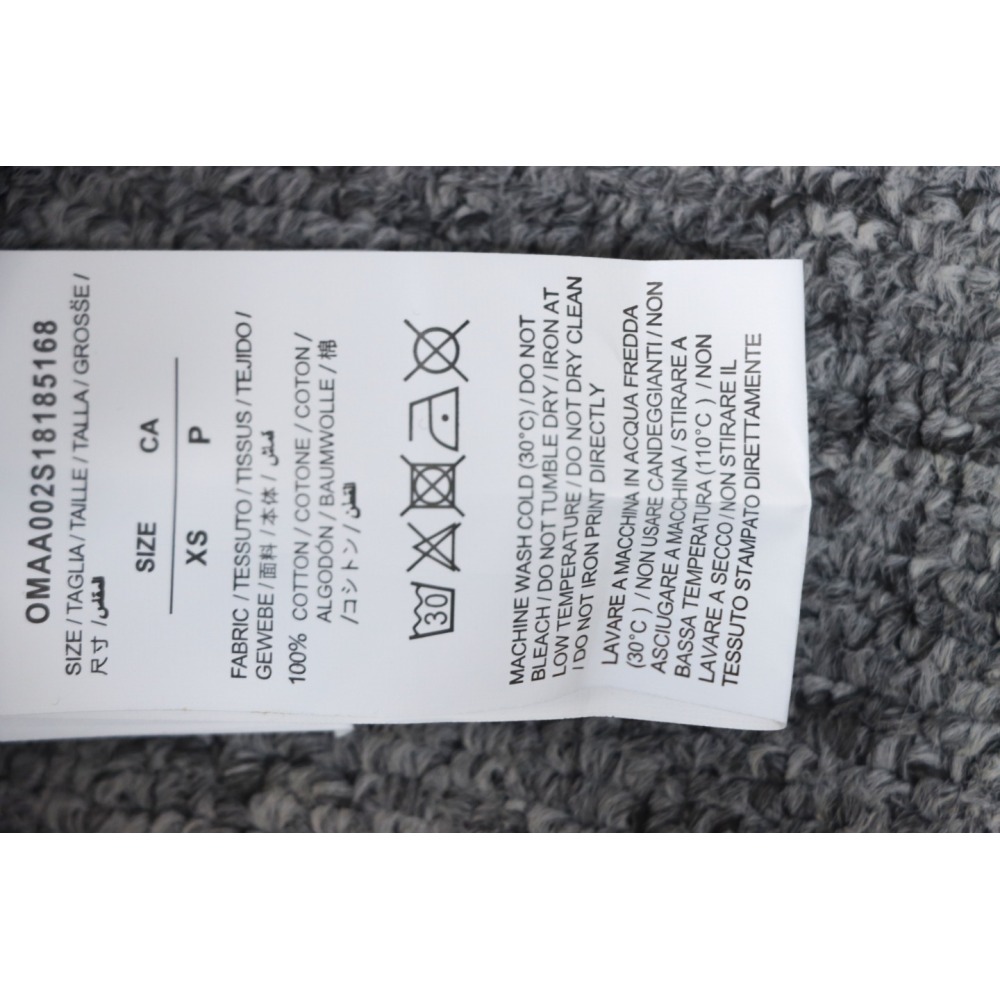 OMAA002S18185168
SIZE / TAGLIA / TAILLE / TALLA / GROSSE /
尺寸 / المقاس
SIZE CA
XS P
FABRIC / TESSUTO / TISSUS / TEJIDO /
GEWEBE / 面料 / 本体 / قماش
100% COTTON / COTONE / COTON /
ALGODÓN / BAUMWOLLE / 棉
/ コシトン / القطن
30
MACHINE WASH COLD (30°C) / DO NOT
BLEACH / DO NOT TUMBLE DRY / IRON AT
LOW TEMPERATURE / DO NOT DRY CLEAN
/ DO NOT IRON PRINT DIRECTLY
LAVARE A MACCHINA IN ACQUA FREDDA
(30°C ) / NON USARE CANDEGGIANTI / NON
ASCIUGARE A MACCHINA / STIRARE A
BASSA TEMPERATURA (110°C ) / NON
LAVARE A SECCO / NON STIRARE IL
TESSUTO STAMPATO DIRETTAMENTE